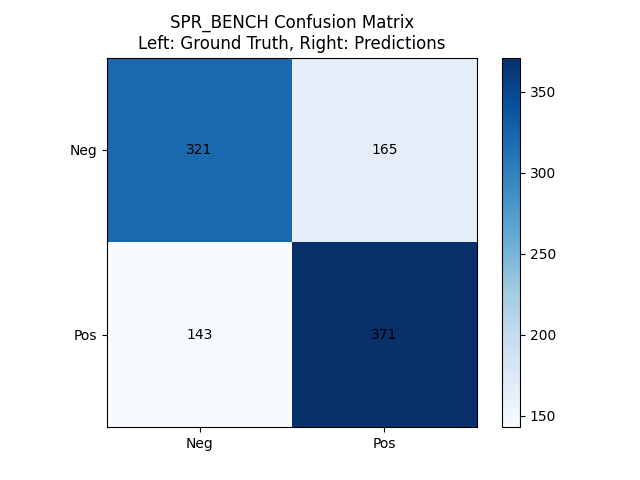 SPR_BENCH Confusion Matrix
Left: Ground Truth, Right: Predictions
Neg
321
165
Pos
143
371
Neg
Pos
350
300
250
200
150